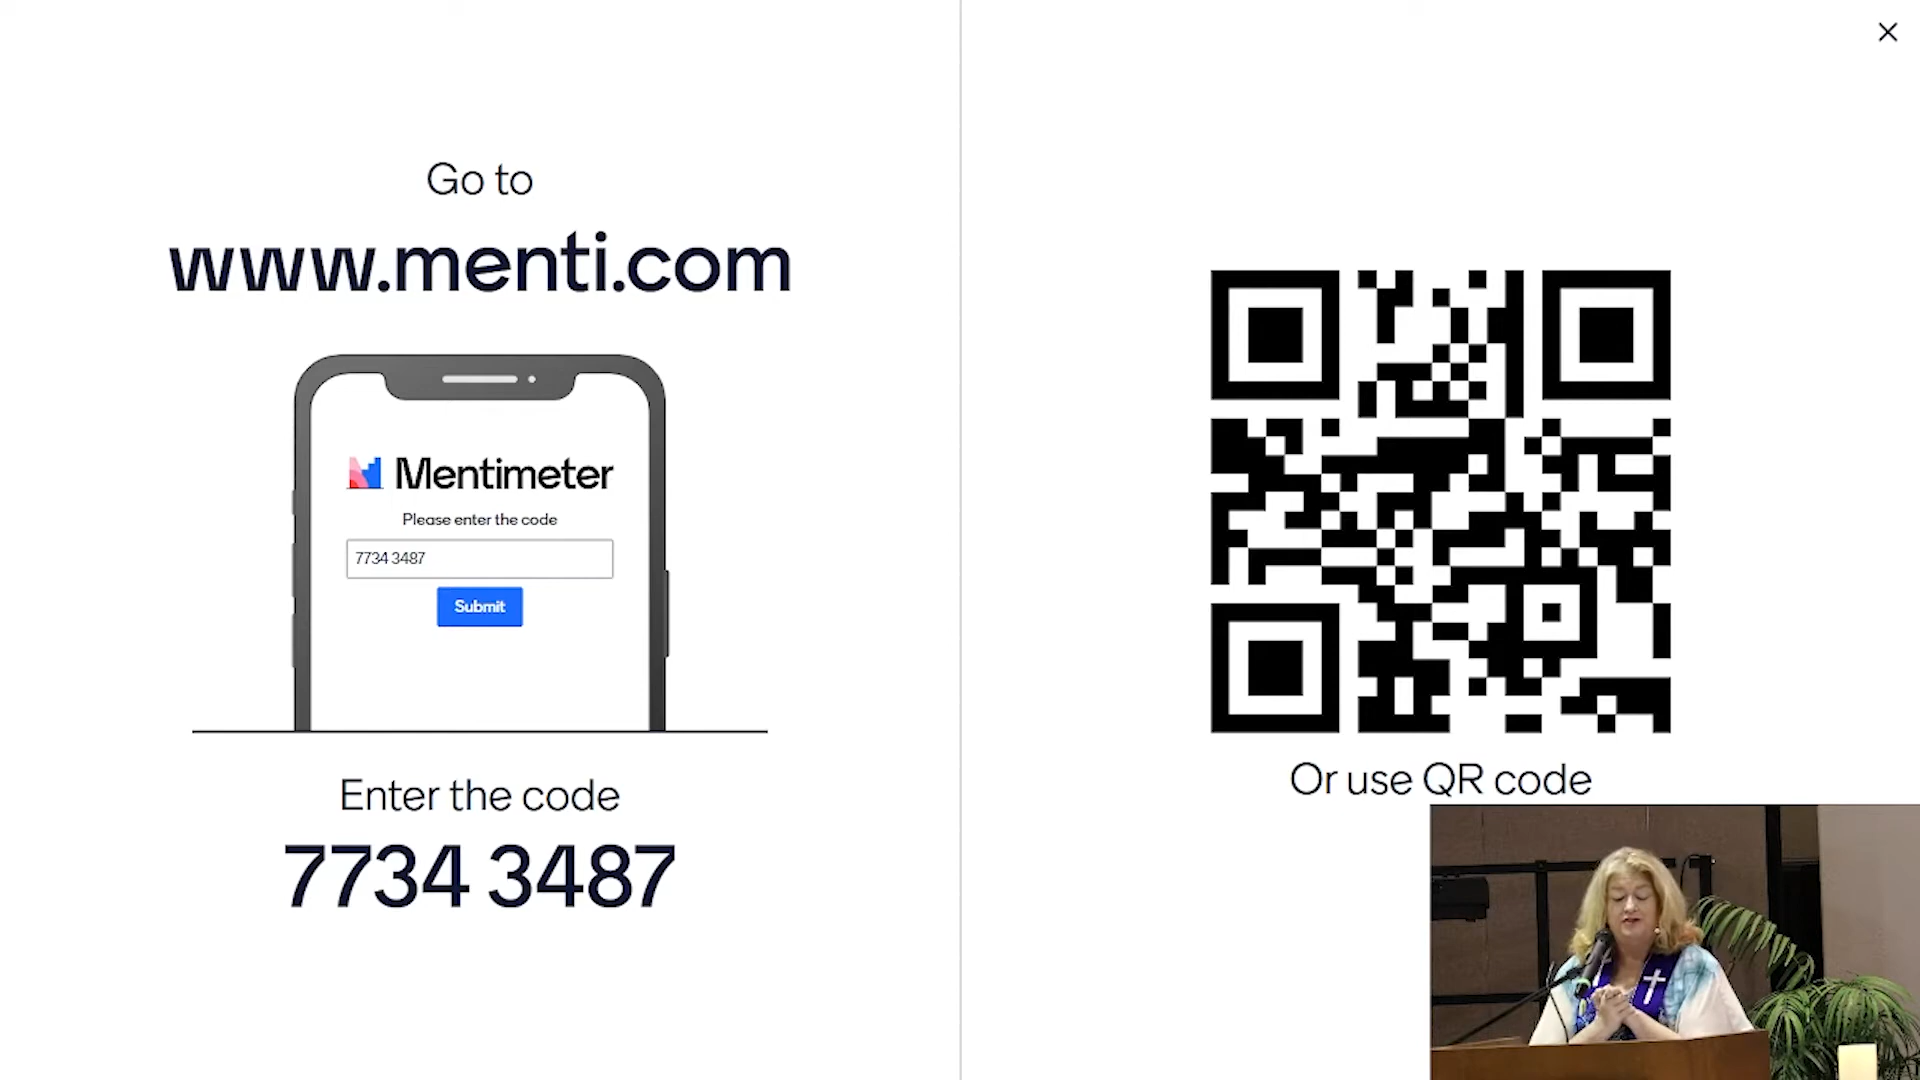 Go to
www.menti.com
Mentimeter
Please enter the code
7734 3487
Submit
Enter the code
7734 3487
Or use QR code